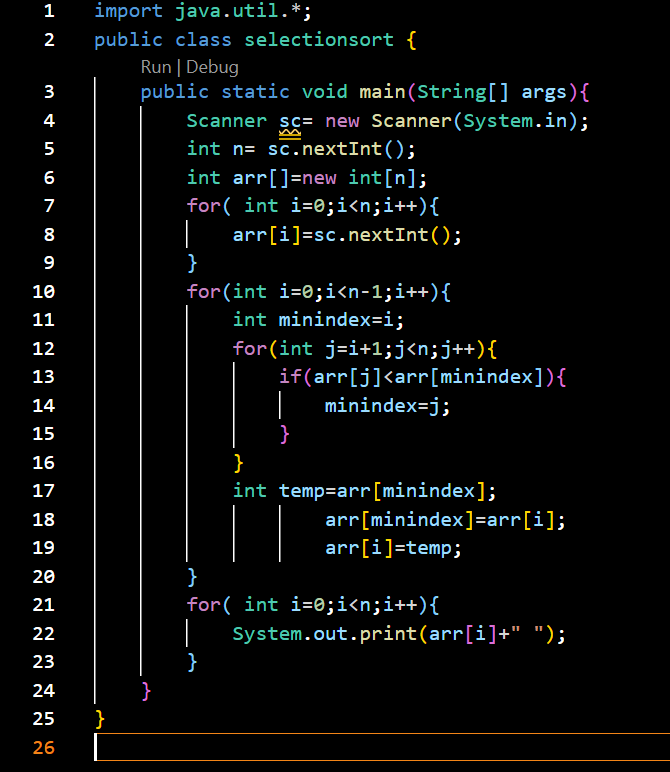 1 import java.util.*;
2 public class selectionsort {
Run | Debug
3 public static void main(String[] args){
4 Scanner sc= new Scanner(System.in);
5 int n= sc.nextInt();
6 int arr[]=new int[n];
7 for( int i=0;i<n;i++){
8 arr[i]=sc.nextInt();
9 }
10 for(int i=0;i<n-1;i++){
11 int minindex=i;
12 for(int j=i+1;j<n;j++){
13 if(arr[j]<arr[minindex]){
14 minindex=j;
15 }
16 }
17 int temp=arr[minindex];
18 arr[minindex]=arr[i];
19 arr[i]=temp;
20 }
21 for( int i=0;i<n;i++){
22 System.out.print(arr[i]+" ");
23 }
24 }
25 }
26